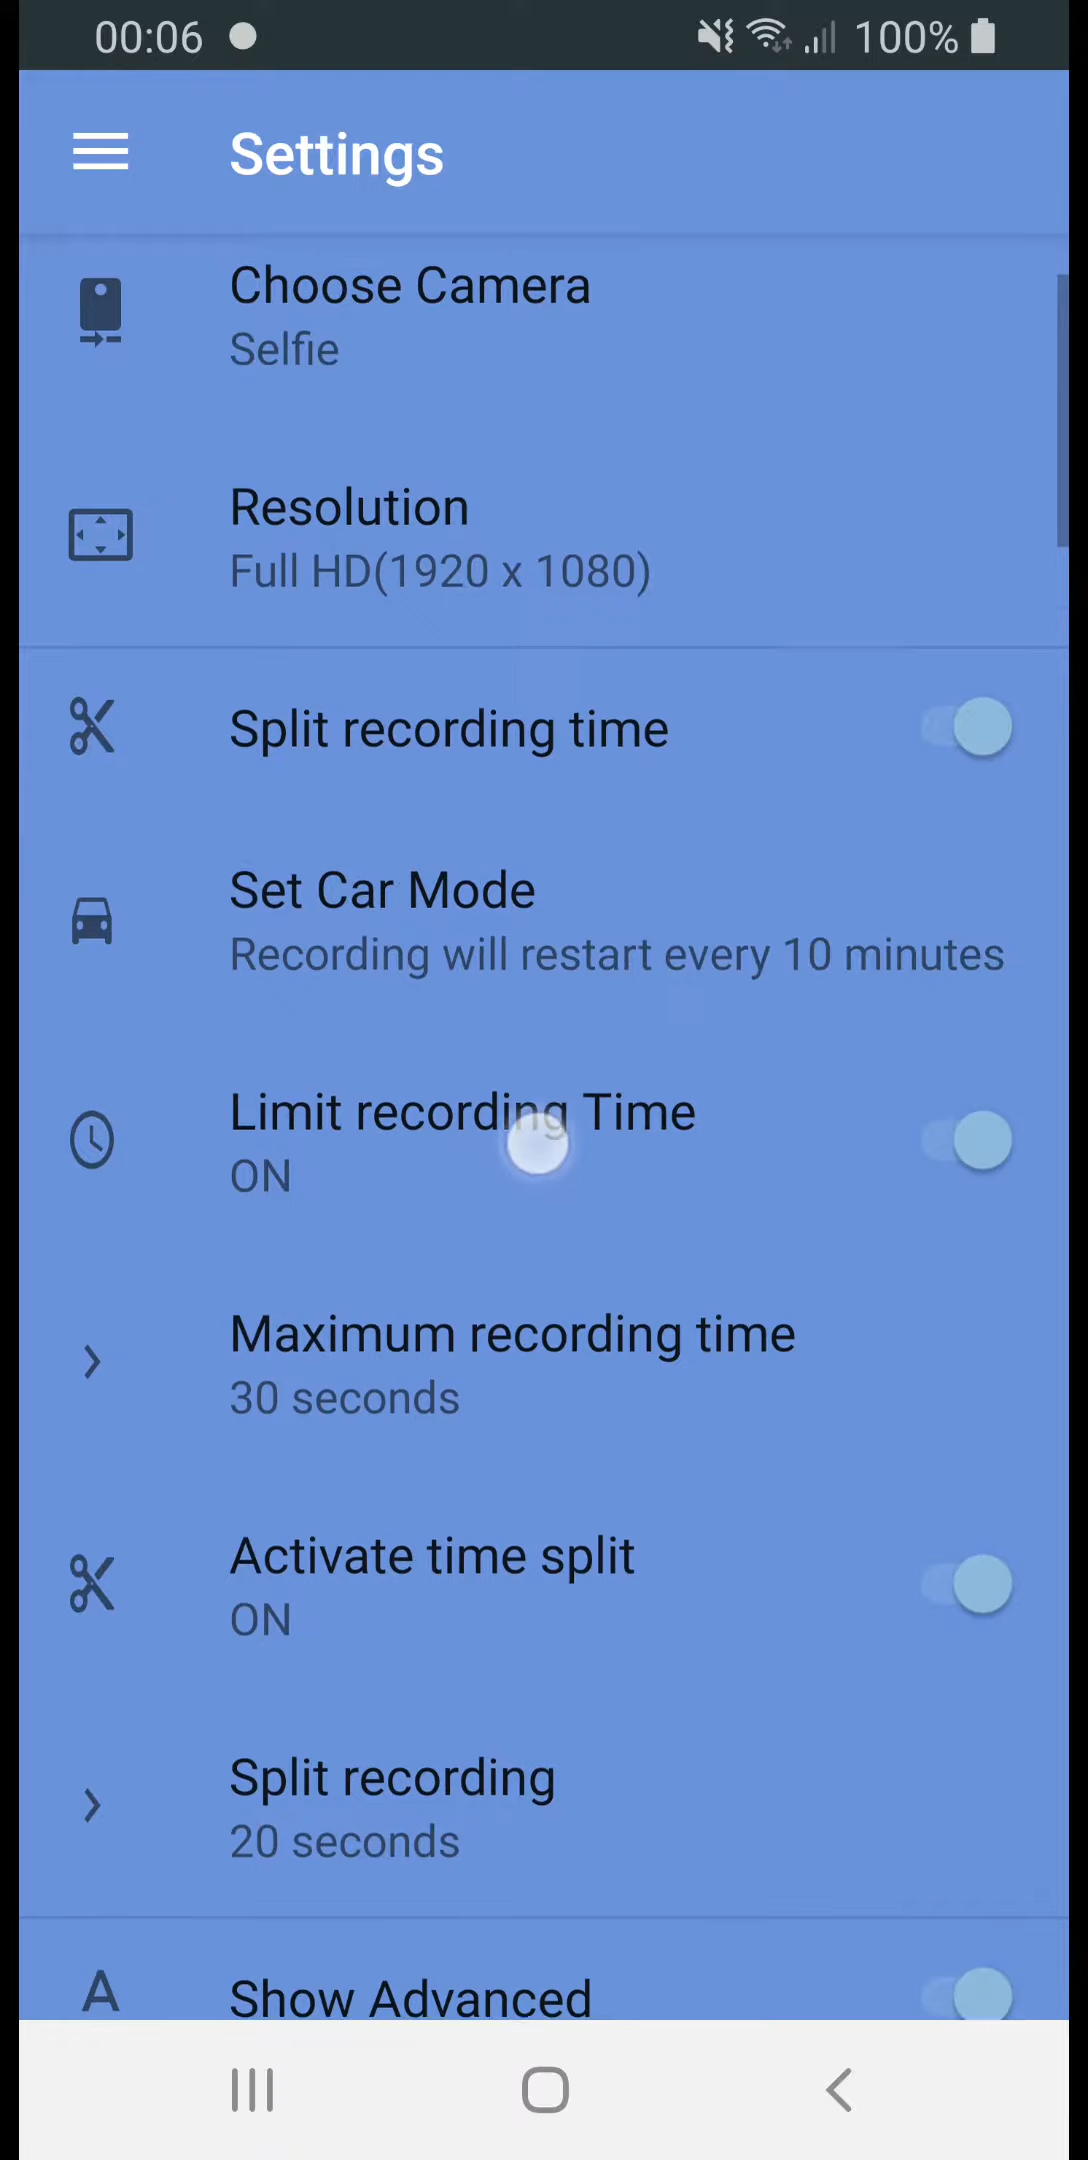 00:06 100%
Settings
Choose Camera
Selfie
Resolution
Full HD(1920 x 1080)
Split recording time
Set Car Mode
Recording will restart every 10 minutes
Limit recording Time
ON
Maximum recording time
30 seconds
Activate time split
ON
Split recording
20 seconds
A Show Advanced